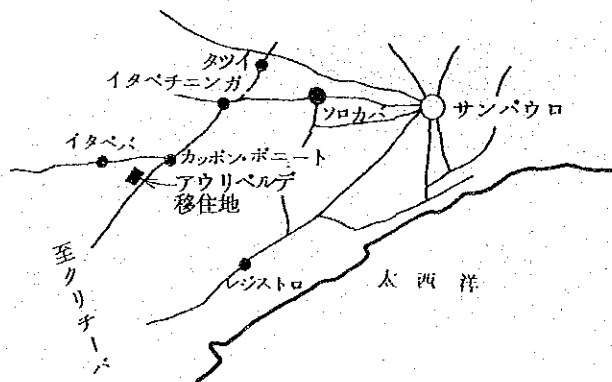 タツイ
イタペチニンガ
ソロカバ
サンパウロ
イタペバ
カッポン・ボニート
アウリベルデ
移住地
レジストロ
太西洋
至クリチーバ